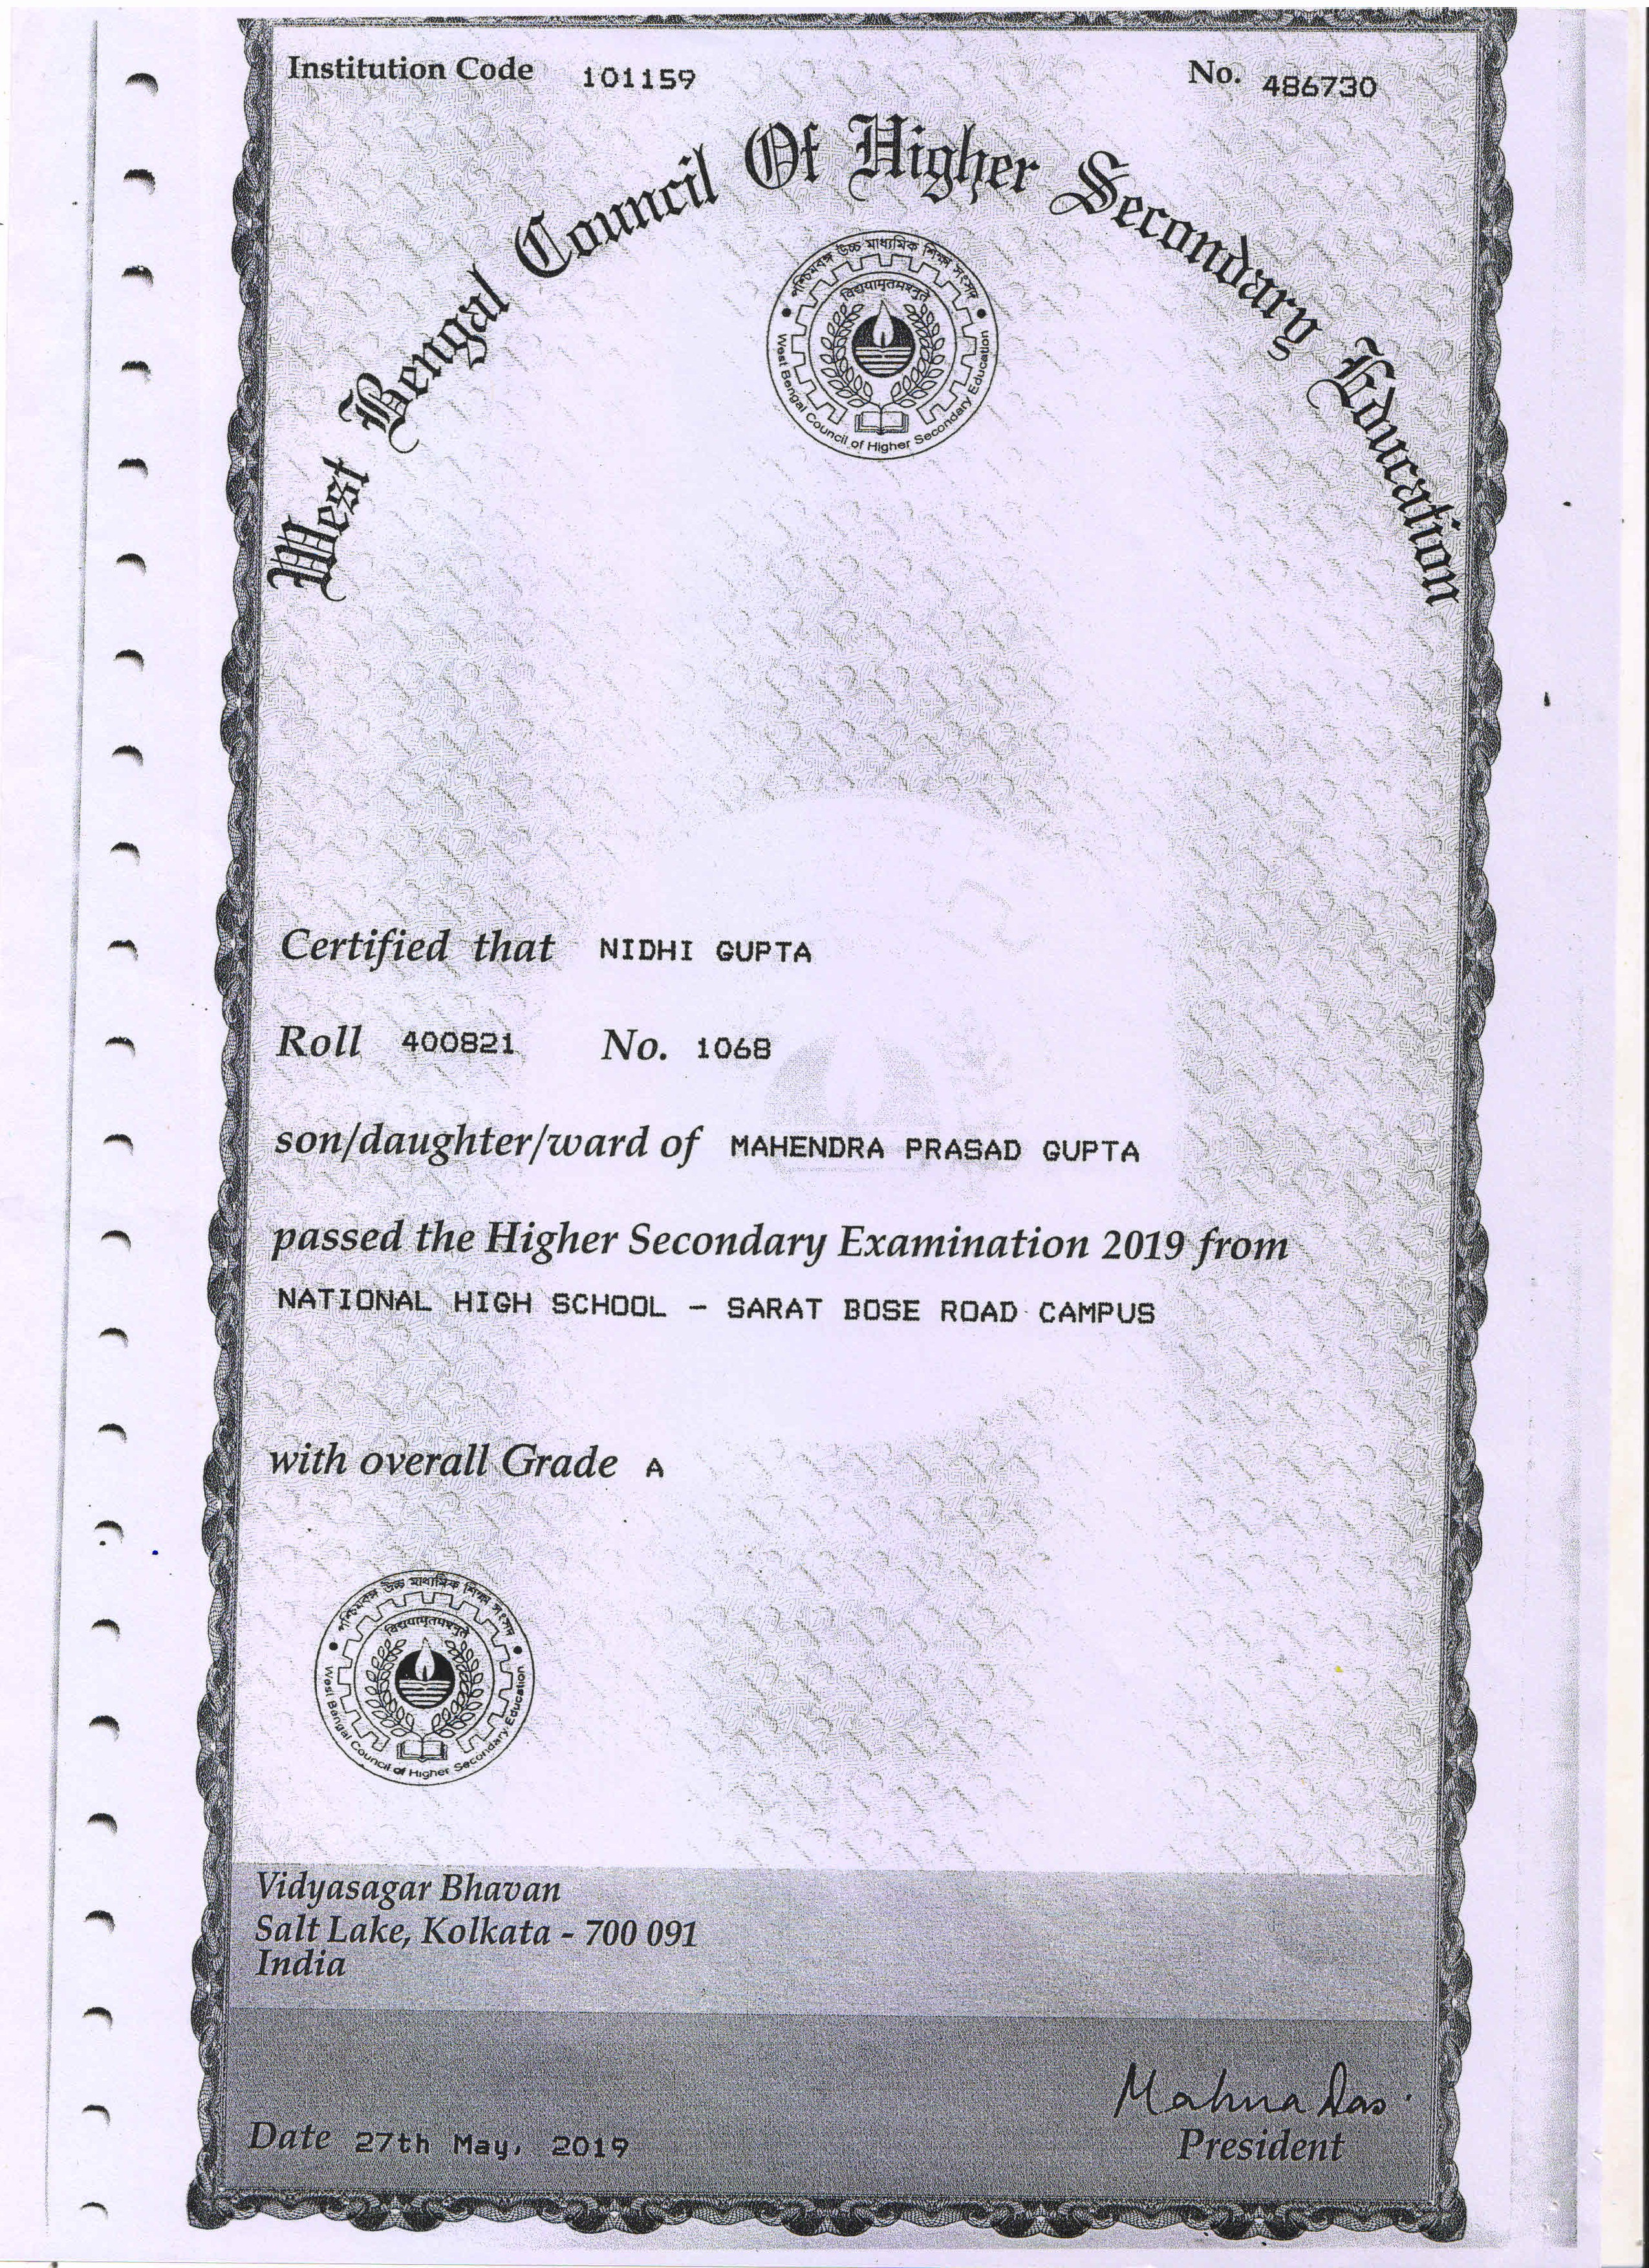 Institution Code 101159 No. 486730
West Bengal Council Of Higher Secondary Education
পশ্চিমবঙ্গ উচ্চ মাধ্যমিক শিক্ষা সংসদ
विद्ययामृतमश्नुते
West Bengal Council of Higher Secondary Education
Certified that NIDHI GUPTA
Roll 400821 No. 1068
son/daughter/ward of MAHENDRA PRASAD GUPTA
passed the Higher Secondary Examination 2019 from
NATIONAL HIGH SCHOOL - SARAT BOSE ROAD CAMPUS
with overall Grade A
পশ্চিমবঙ্গ উচ্চ মাধ্যমিক শিক্ষা সংসদ
विद्ययामृतमश्नुते
West Bengal Council of Higher Secondary Education
Vidyasagar Bhavan
Salt Lake, Kolkata - 700 091
India
Mahua Das.
Date 27th May, 2019 President